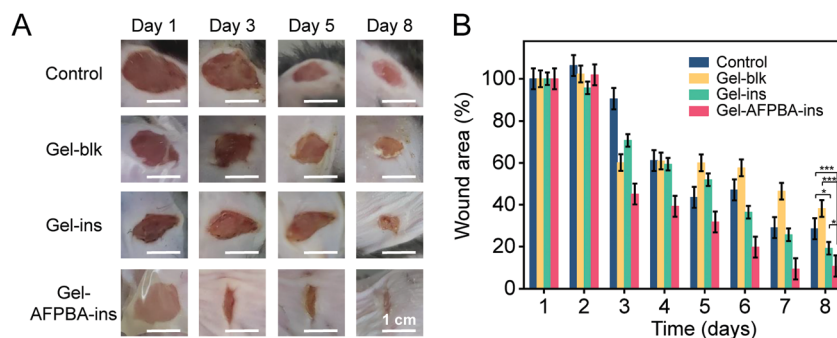 A
Day 1 Day 3 Day 5 Day 8
Control
Gel-blk
Gel-ins
Gel-
AFPBA-ins
1 cm
B
Wound area (%)
100
80
60
40
20
0
Control
Gel-blk
Gel-ins
Gel-AFPBA-ins
***
***
*
*
1 2 3 4 5 6 7 8
Time (days)